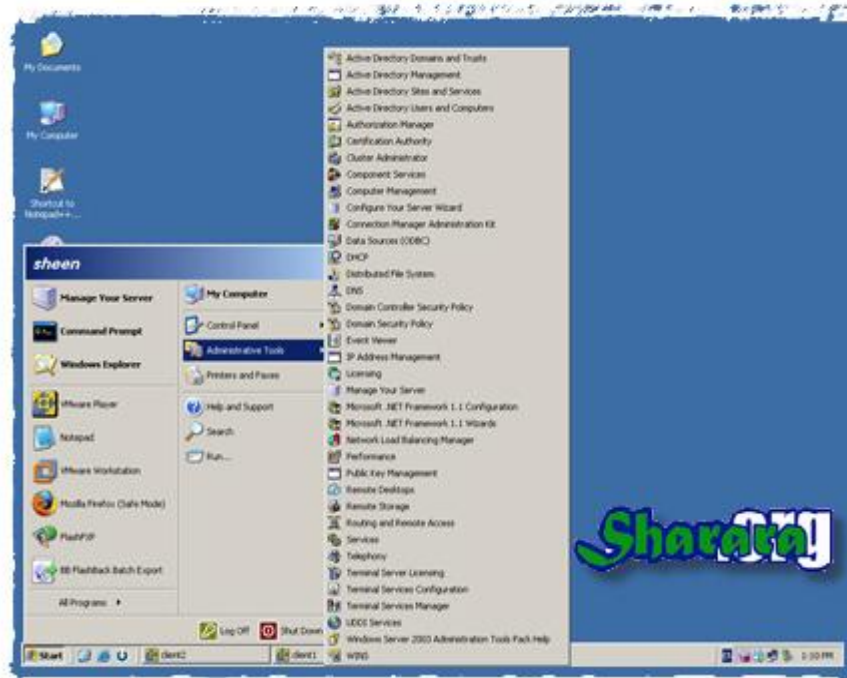 My Documents
My Computer
Shortcut to
Notepad++...
sheen
Manage Your Server
Command Prompt
Windows Explorer
VMware Player
Notepad
VMware Workstation
Mozilla Firefox (Safe Mode)
FlashFXP
BB FlashBack Batch Export
All Programs
My Computer
Control Panel
Administrative Tools
Printers and Faxes
Help and Support
Search
Run...
Log Off
Shut Down
Active Directory Domains and Trusts
Active Directory Management
Active Directory Sites and Services
Active Directory Users and Computers
Authorization Manager
Certification Authority
Cluster Administrator
Component Services
Computer Management
Configure Your Server Wizard
Connection Manager Administration Kit
Data Sources (ODBC)
DHCP
Distributed File System
DNS
Domain Controller Security Policy
Domain Security Policy
Event Viewer
IP Address Management
Licensing
Manage Your Server
Microsoft .NET Framework 1.1 Configuration
Microsoft .NET Framework 1.1 Wizards
Network Load Balancing Manager
Performance
Public Key Management
Remote Desktops
Remote Storage
Routing and Remote Access
Services
Telephony
Terminal Server Licensing
Terminal Services Configuration
Terminal Services Manager
UDDI Services
Windows Server 2003 Administration Tools Pack Help
WINS
Sharara.org
Start
client2
client1